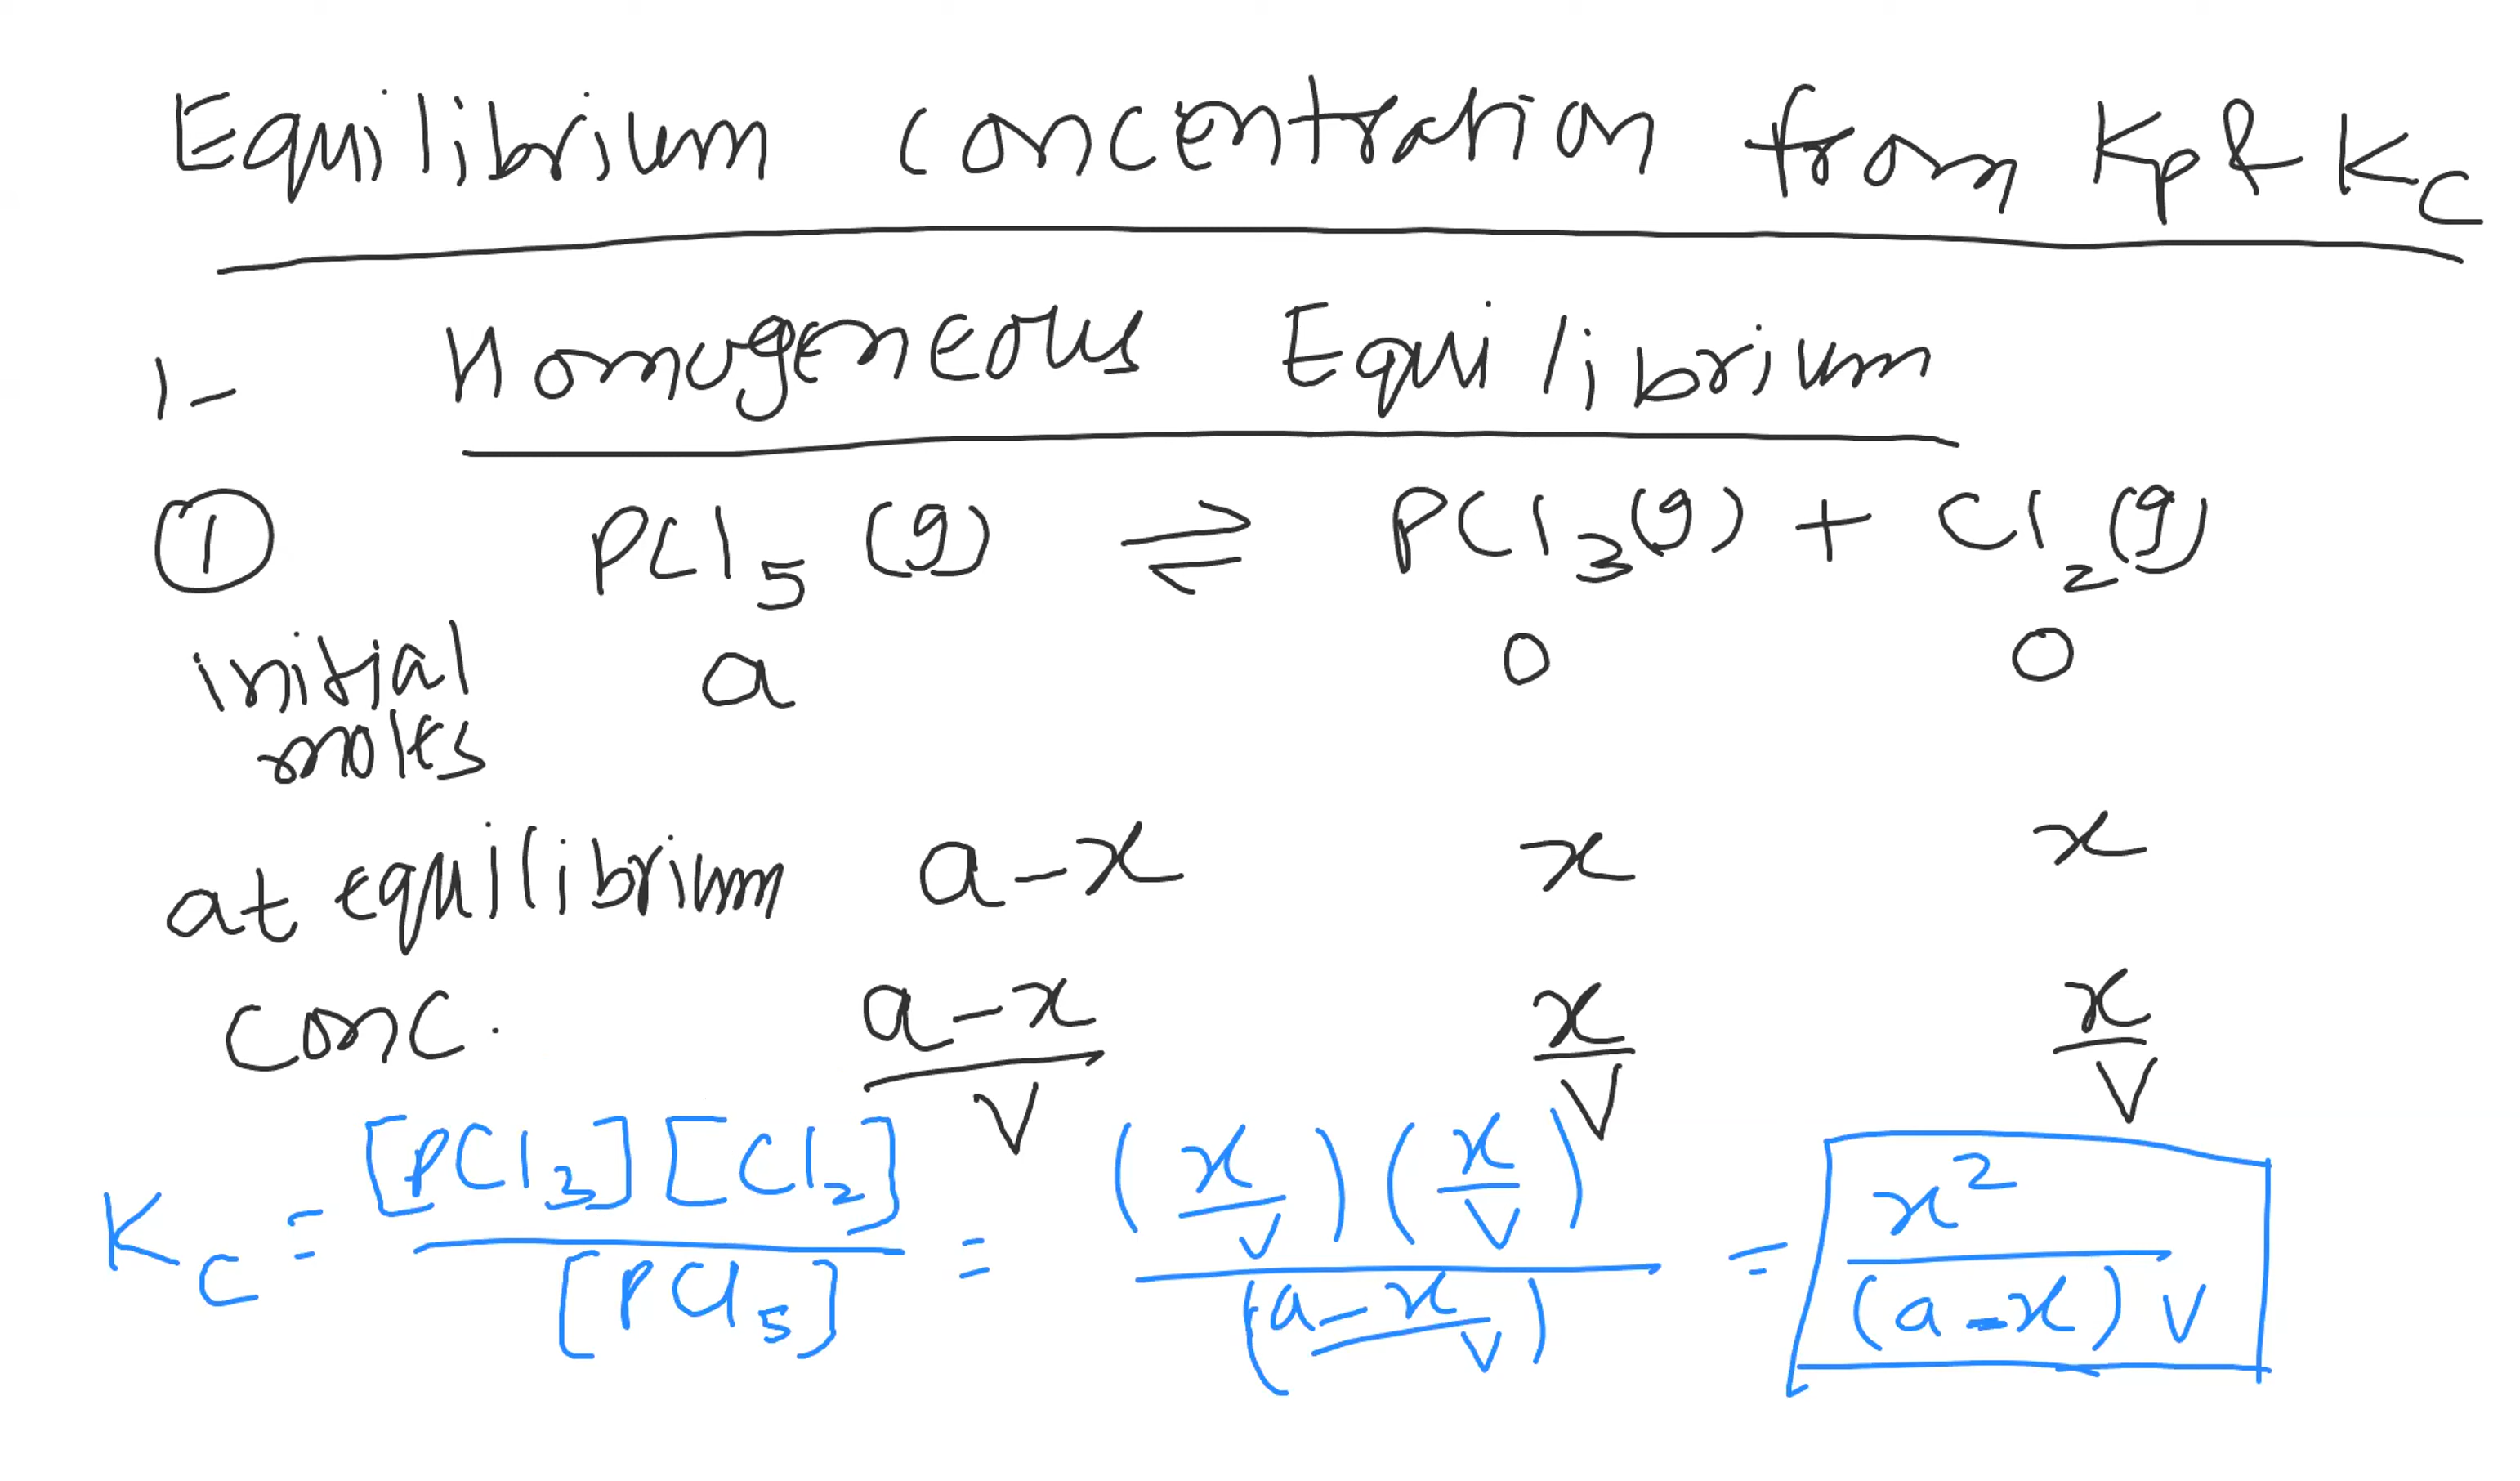 Equilibrium concentration from Kp & Kc
1- Homogeneous Equilibrium
① PCl₅ (g) ⇌ PCl₃(g) + Cl₂(g)
initial moles a 0 0
at equilibrium a-x x x
conc. (a-x)/V x/V x/V
Kc = [PCl₃][Cl₂]/[PCl₅] = (x/V)(x/V)/((a-x)/V) = x²/((a-x)V)